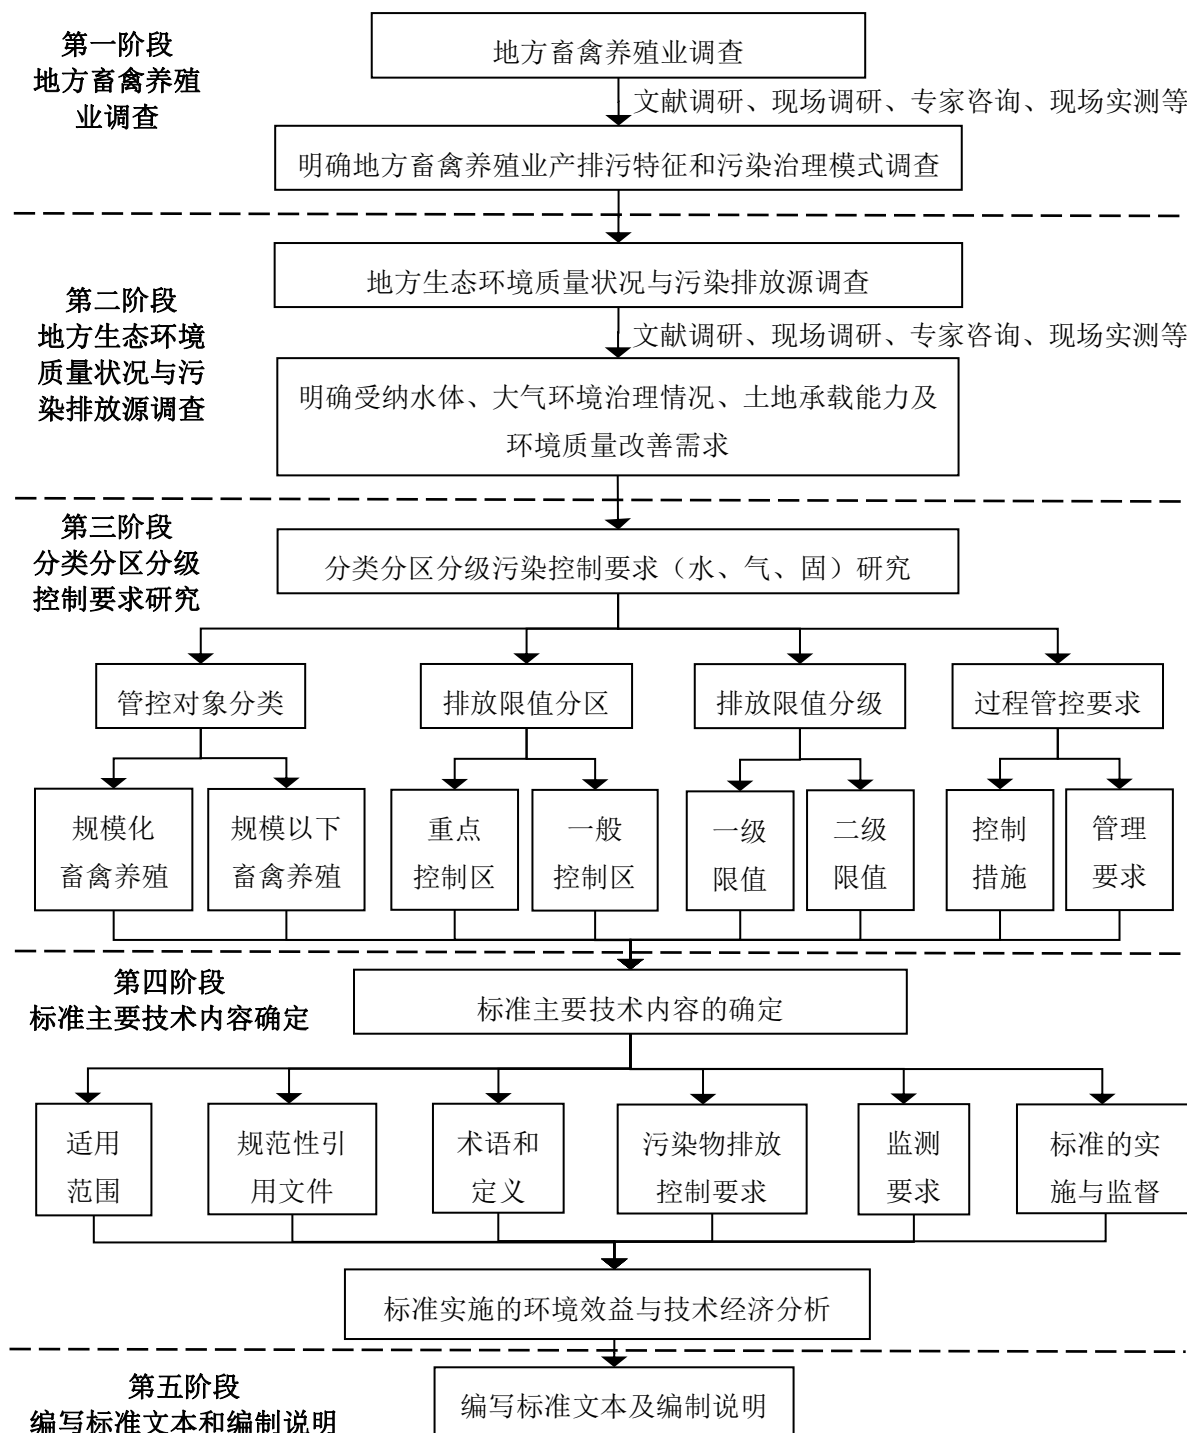 第一阶段
地方畜禽养殖
业调查
地方畜禽养殖业调查
文献调研、现场调研、专家咨询、现场实测等
明确地方畜禽养殖业产排污特征和污染治理模式调查
第二阶段
地方生态环境
质量状况与污
染排放源调查
地方生态环境质量状况与污染排放源调查
文献调研、现场调研、专家咨询、现场实测等
明确受纳水体、大气环境治理情况、土地承载能力及
环境质量改善需求
第三阶段
分类分区分级
控制要求研究
分类分区分级污染控制要求（水、气、固）研究
管控对象分类
排放限值分区
排放限值分级
过程管控要求
规模化
畜禽养殖
规模以下
畜禽养殖
重点
控制区
一般
控制区
一级
限值
二级
限值
控制
措施
管理
要求
第四阶段
标准主要技术内容确定
标准主要技术内容的确定
适用
范围
规范性引
用文件
术语和
定义
污染物排放
控制要求
监测
要求
标准的实
施与监督
标准实施的环境效益与技术经济分析
第五阶段
编写标准文本和编制说明
编写标准文本及编制说明